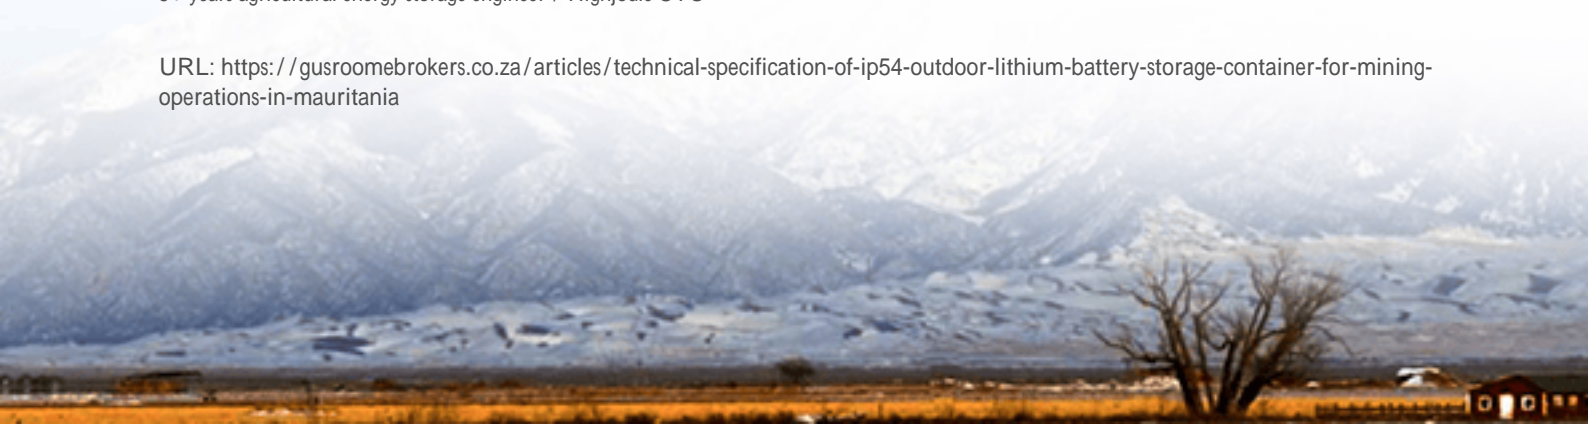 URL: https://gusroomebrokers.co.za/articles/technical-specification-of-ip54-outdoor-lithium-battery-storage-container-for-mining-
operations-in-mauritania